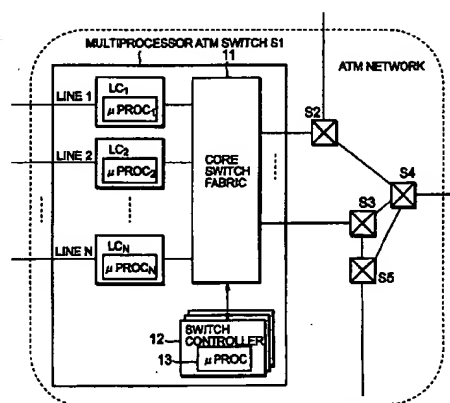 MULTIPROCESSOR ATM SWITCH S1
11
ATM NETWORK
LINE 1
LC1
μ PROC1
LINE 2
LC2
μ PROC2
CORE
SWITCH
FABRIC
S2
S3
S4
S5
LINE N
LCN
μ PROCN
12
SWITCH
CONTROLLER
13
μ PROC